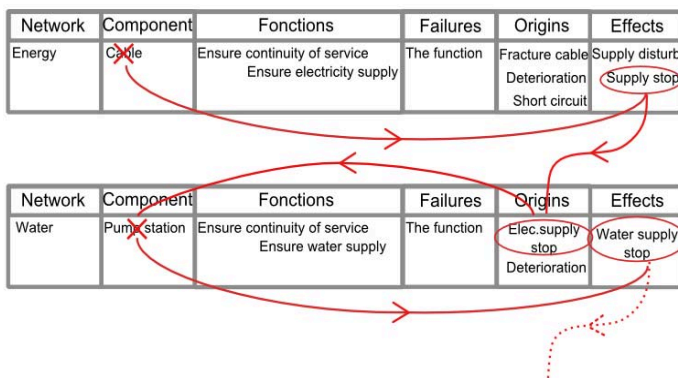 Network Component Fonctions Failures Origins Effects
Energy Cable Ensure continuity of service The function Fracture cable Supply disturb
Ensure electricity supply Deterioration Supply stop
Short circuit
Network Component Fonctions Failures Origins Effects
Water Pump station Ensure continuity of service The function Elec.supply Water supply
Ensure water supply stop stop
Deterioration